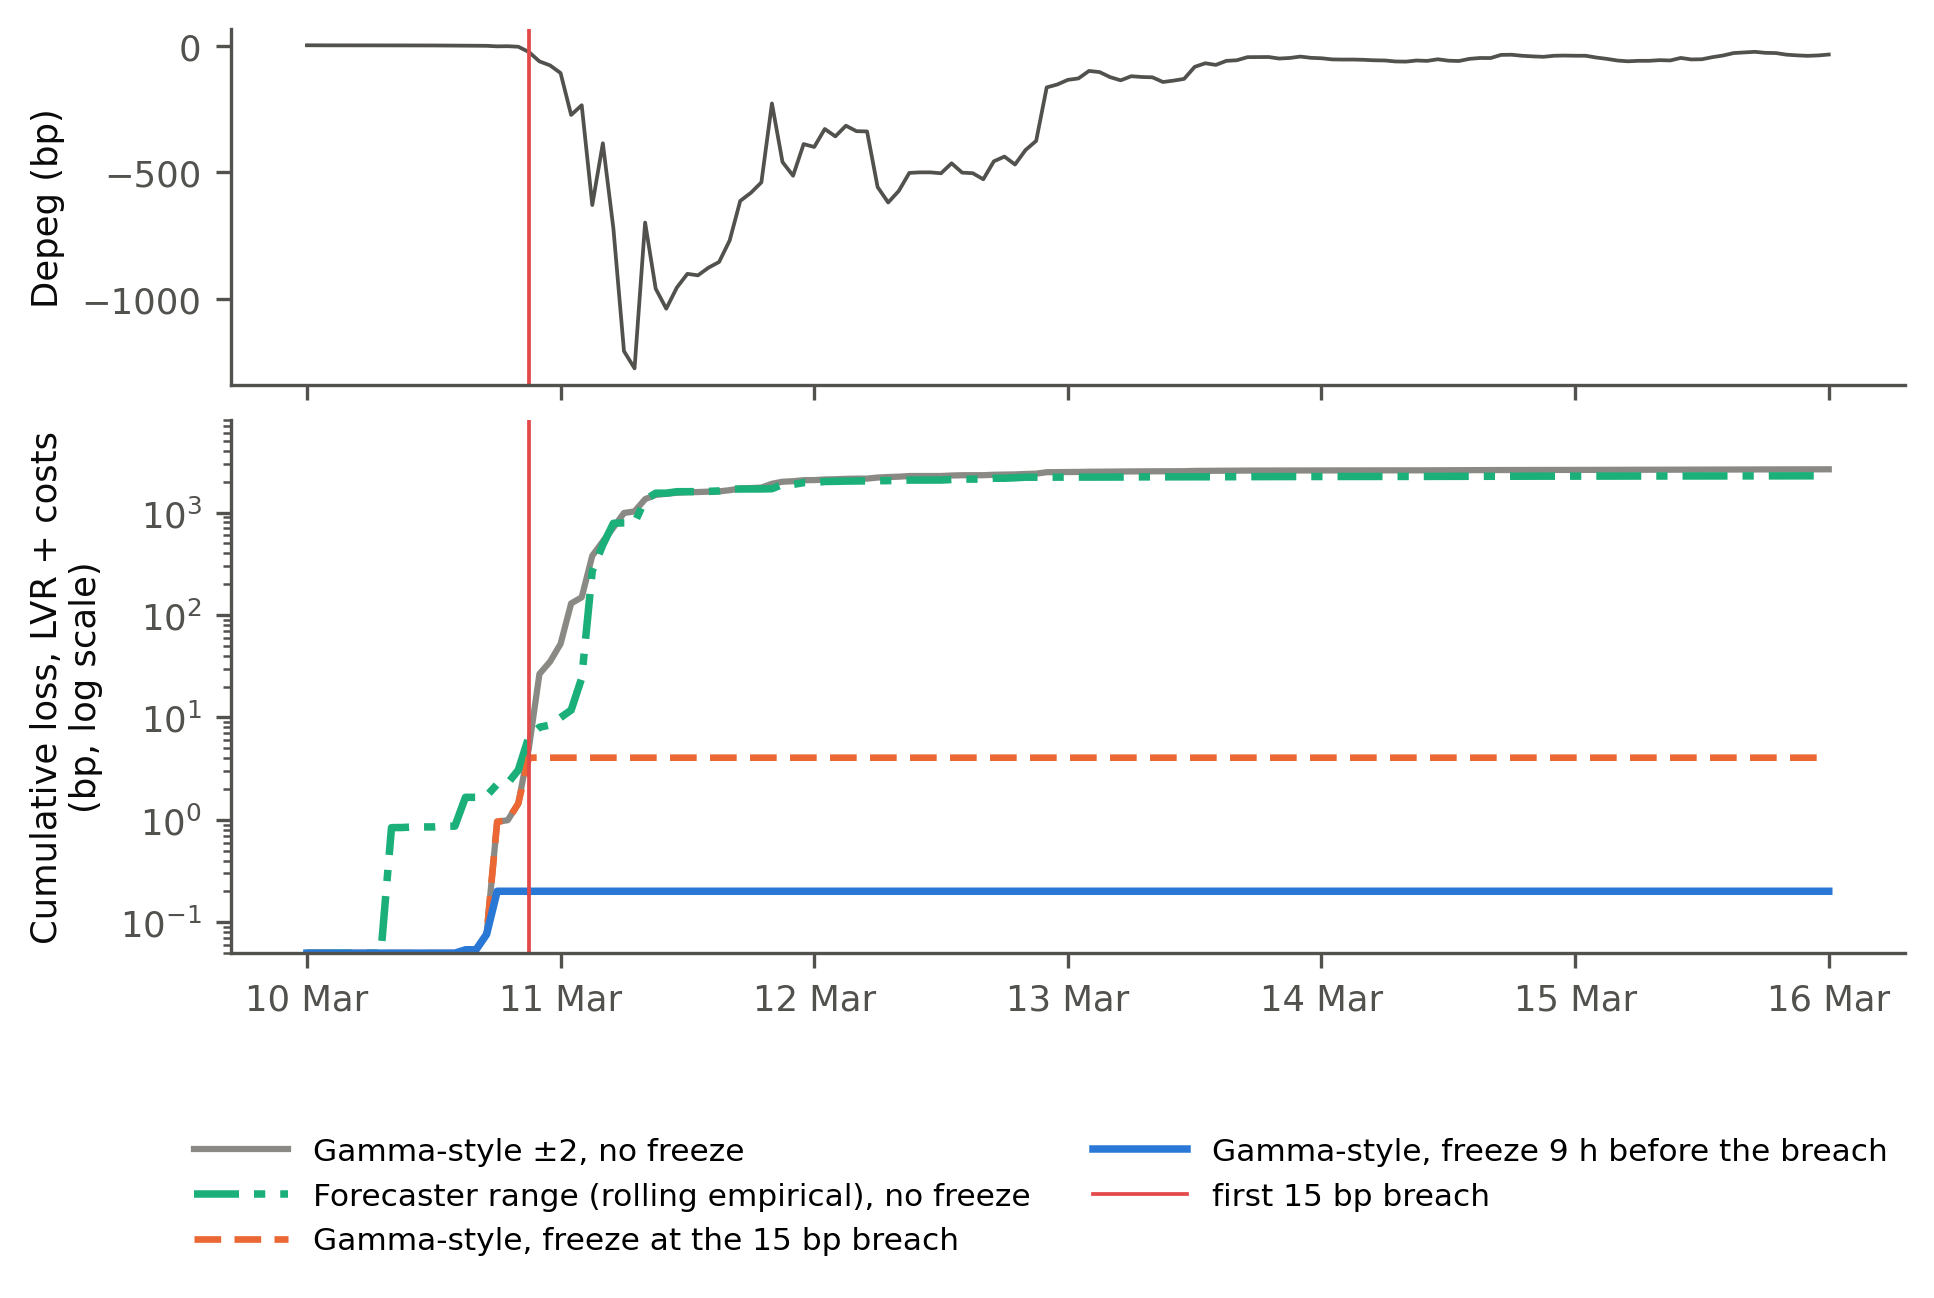 0
−500
−1000
Depeg (bp)
10³
10²
10¹
10⁰
10⁻¹
Cumulative loss, LVR + costs
(bp, log scale)
10 Mar
11 Mar
12 Mar
13 Mar
14 Mar
15 Mar
16 Mar
Gamma-style ±2, no freeze
Forecaster range (rolling empirical), no freeze
Gamma-style, freeze at the 15 bp breach
Gamma-style, freeze 9 h before the breach
first 15 bp breach